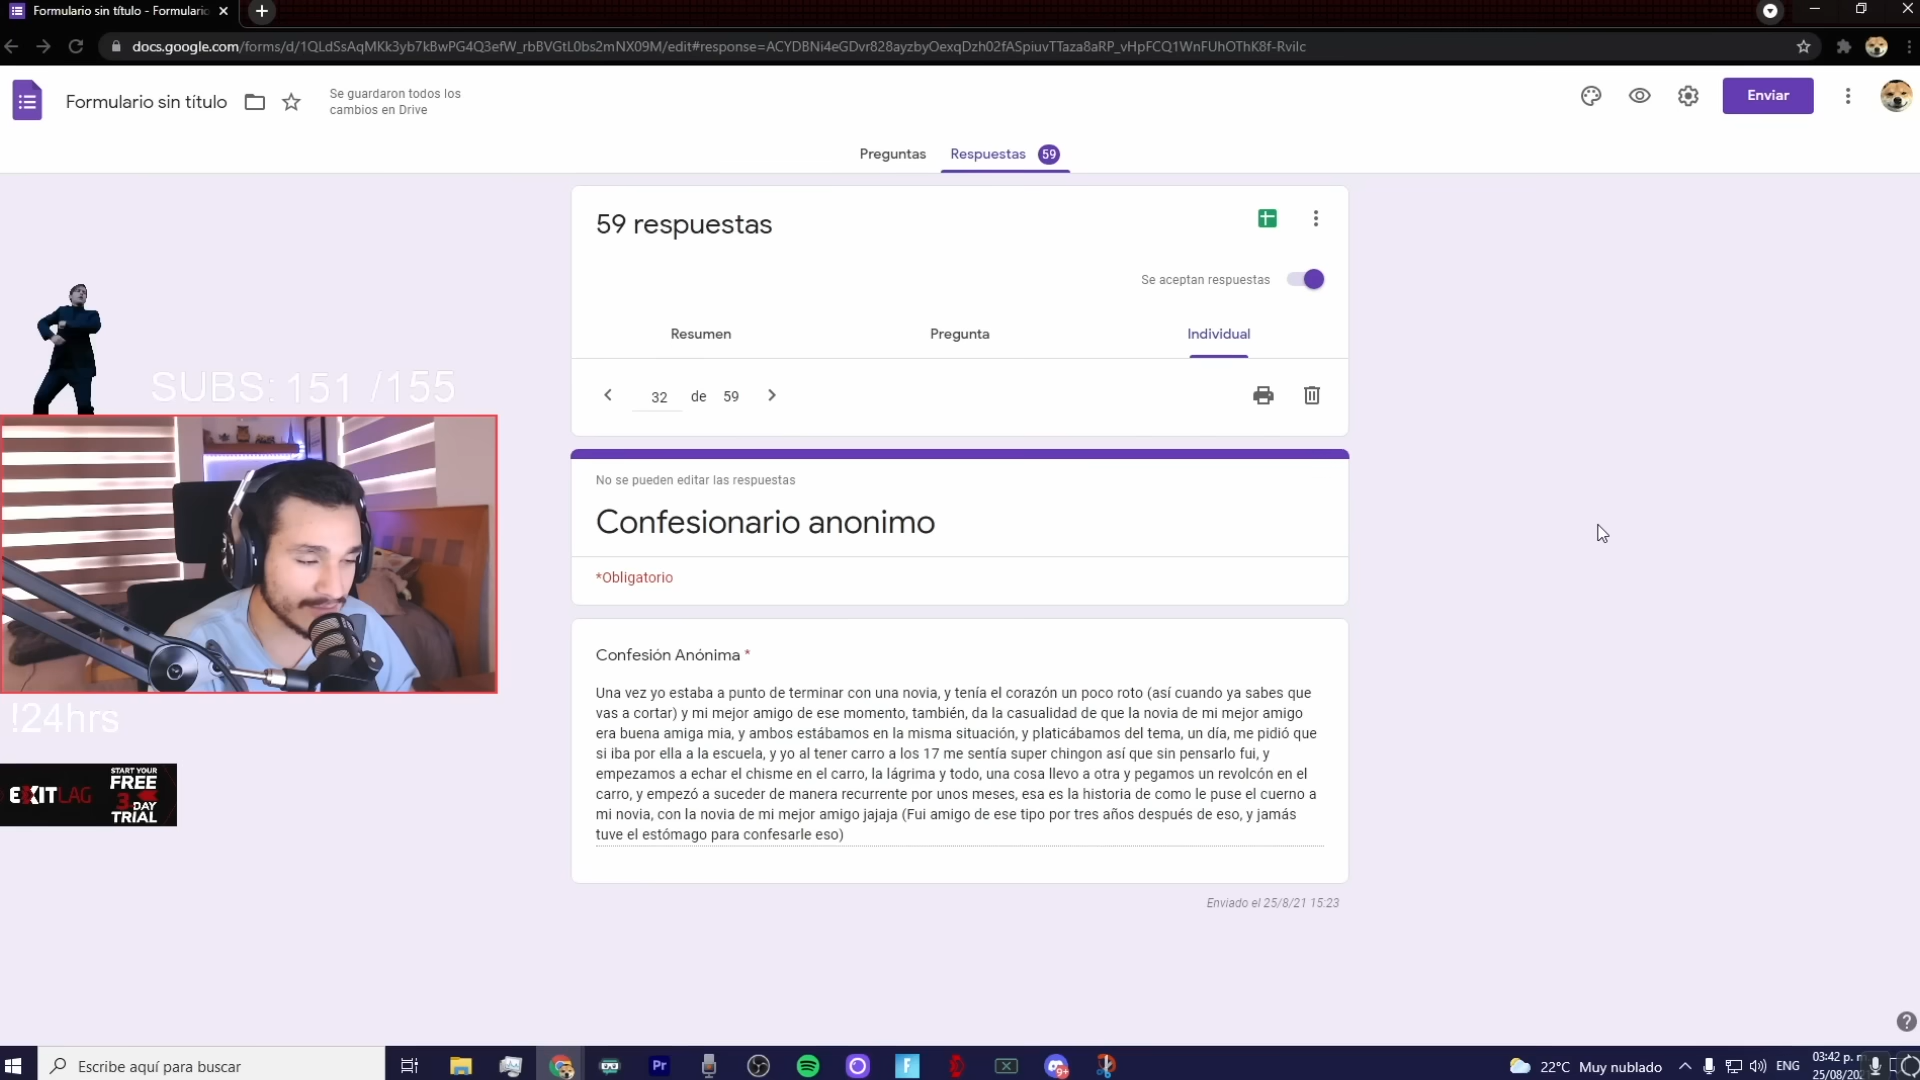 Formulario sin título - Formulario
docs.google.com/forms/d/1QLdSsAqMKk3yb7kBwPG4Q3efW_rbBVGtL0bs2mNX09M/edit#response=ACYDBNi4eGDvr828ayzbyOexqDzh02fASpiuvTTaza8aRP_vHpFCQ1WnFUhOThK8f-Rvilc
Formulario sin título
Se guardaron todos los
cambios en Drive
Enviar
Preguntas
Respuestas 59
59 respuestas
Se aceptan respuestas
Resumen
Pregunta
Individual
32 de 59
SUBS: 151 /155
No se pueden editar las respuestas
Confesionario anonimo
*Obligatorio
Confesión Anónima *
Una vez yo estaba a punto de terminar con una novia, y tenía el corazón un poco roto (así cuando ya sabes que
vas a cortar) y mi mejor amigo de ese momento, también, da la casualidad de que la novia de mi mejor amigo
era buena amiga mia, y ambos estábamos en la misma situación, y platicábamos del tema, un día, me pidió que
si iba por ella a la escuela, y yo al tener carro a los 17 me sentía super chingon así que sin pensarlo fui, y
empezamos a echar el chisme en el carro, la lágrima y todo, una cosa llevo a otra y pegamos un revolcón en el
carro, y empezó a suceder de manera recurrente por unos meses, esa es la historia de como le puse el cuerno a
mi novia, con la novia de mi mejor amigo jajaja (Fui amigo de ese tipo por tres años después de eso, y jamás
tuve el estómago para confesarle eso)
Enviado el 25/8/21 15:23
!24hrs
EXITLAG
START YOUR
FREE
3-DAY
TRIAL
Escribe aquí para buscar
Pr
9+
22°C Muy nublado
ENG
03:42 p. m
25/08/20